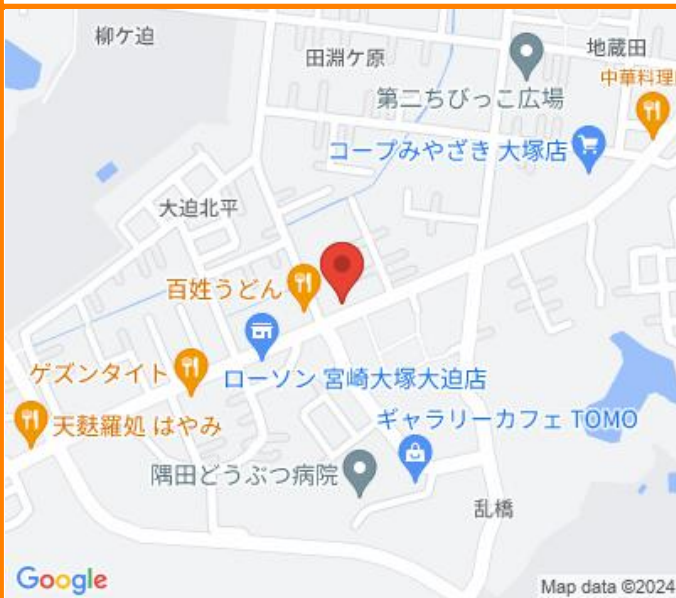 柳ケ迫
田淵ケ原
地蔵田
第二ちびっこ広場
中華料理
コープみやざき 大塚店
大迫北平
百姓うどん
ゲズンタイト
ローソン 宮崎大塚大迫店
天麩羅処 はやみ
ギャラリーカフェ TOMO
隅田どうぶつ病院
乱橋
Google
Map data ©2024